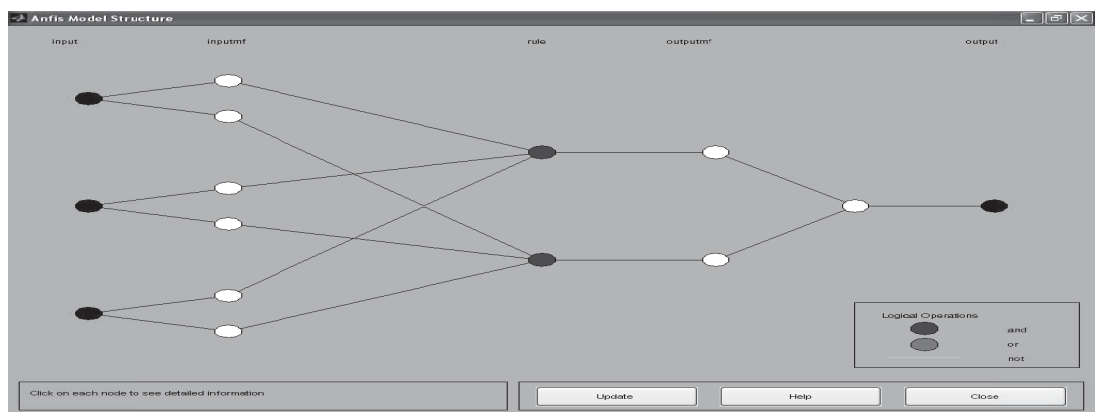 Anfis Model Structure
input inputmf rule outputmf output
Logical Operations
and
or
not
Click on each node to see detailed information
Update Help Close